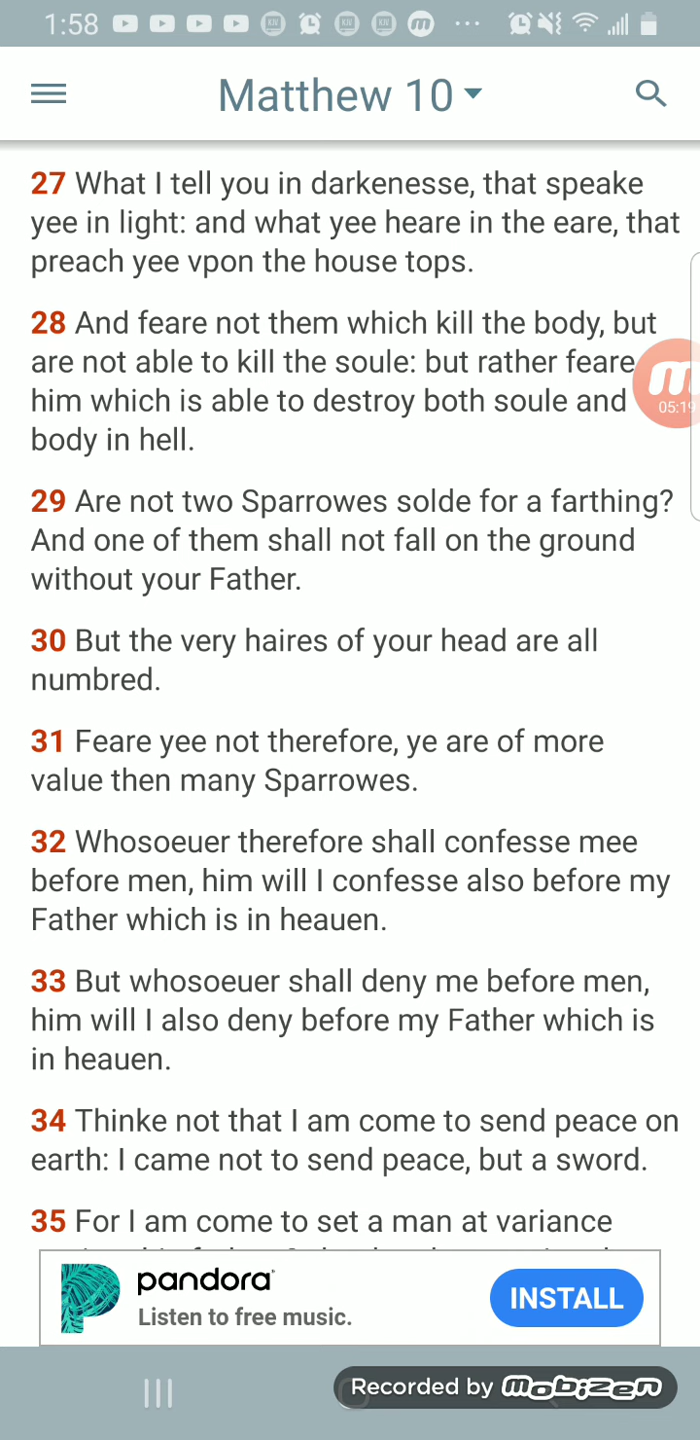 1:58
Matthew 10
27 What I tell you in darkenesse, that speake
yee in light: and what yee heare in the eare, that
preach yee vpon the house tops.
28 And feare not them which kill the body, but
are not able to kill the soule: but rather feare
him which is able to destroy both soule and
body in hell.
05:19
29 Are not two Sparrowes solde for a farthing?
And one of them shall not fall on the ground
without your Father.
30 But the very haires of your head are all
numbred.
31 Feare yee not therefore, ye are of more
value then many Sparrowes.
32 Whosoeuer therefore shall confesse mee
before men, him will I confesse also before my
Father which is in heauen.
33 But whosoeuer shall deny me before men,
him will I also deny before my Father which is
in heauen.
34 Thinke not that I am come to send peace on
earth: I came not to send peace, but a sword.
35 For I am come to set a man at variance
pandora
Listen to free music.
INSTALL
Recorded by mobizen